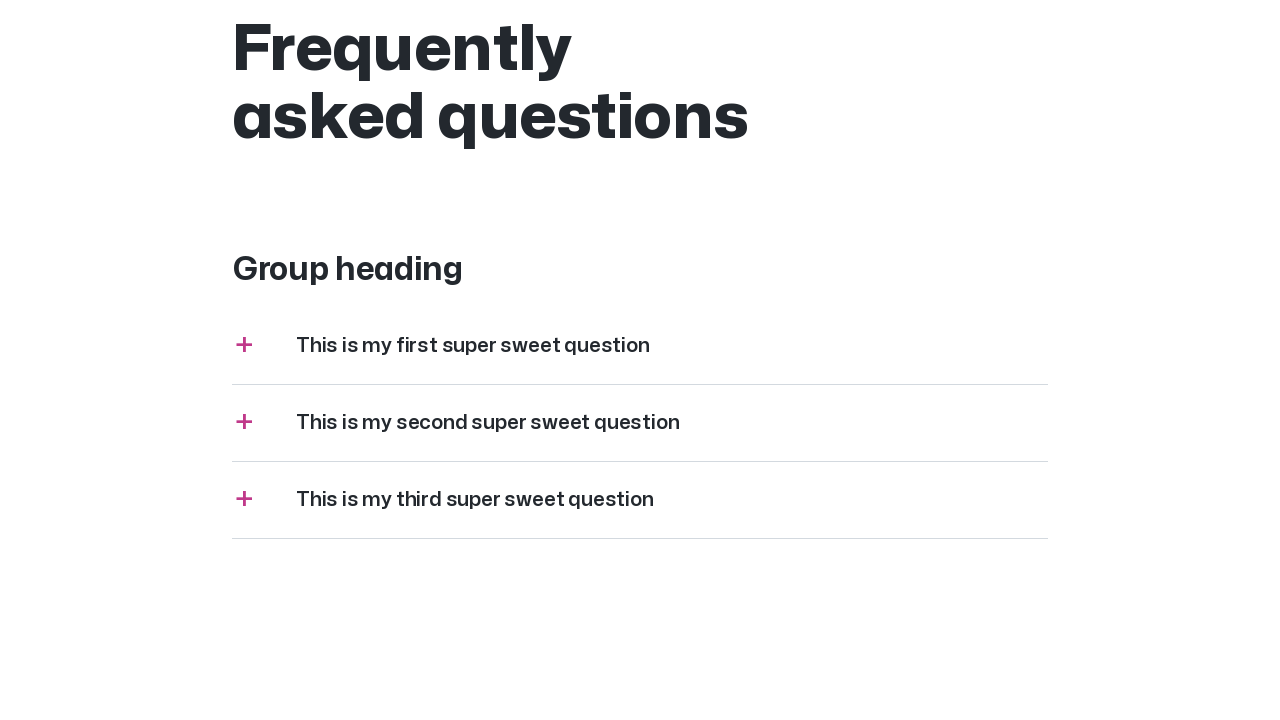 Frequently
asked questions
Group heading
This is my first super sweet question
This is my second super sweet question
This is my third super sweet question